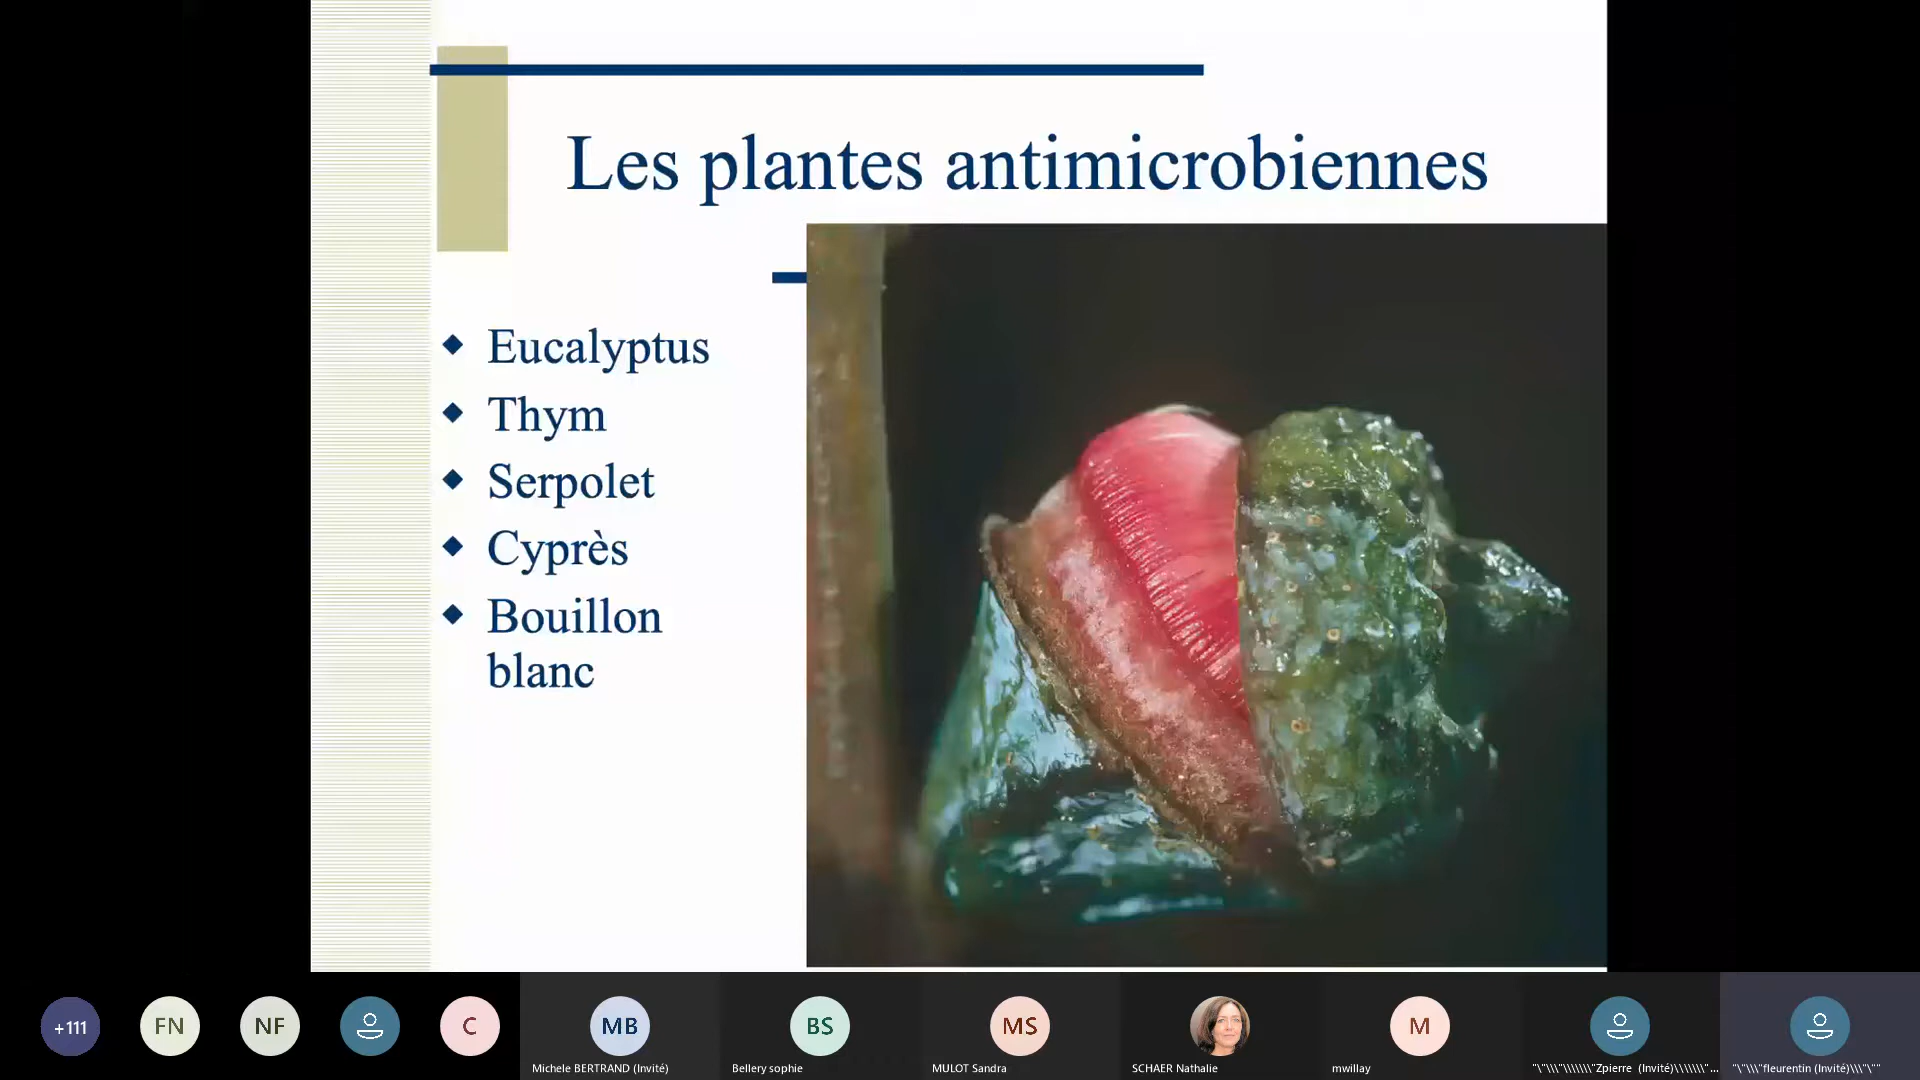 Les plantes antimicrobiennes
Eucalyptus
Thym
Serpolet
Cyprès
Bouillon
blanc
+111
FN
NF
C
MB
BS
MS
M
Michele BERTRAND (Invité)
Bellery sophie
MULOT Sandra
SCHAER Nathalie
mwillay
"\"\\\"\\\\\\\"Zpierre (Invité)\\\\\\\"...
"\"\\\"fleurentin (Invité)\\\"\""